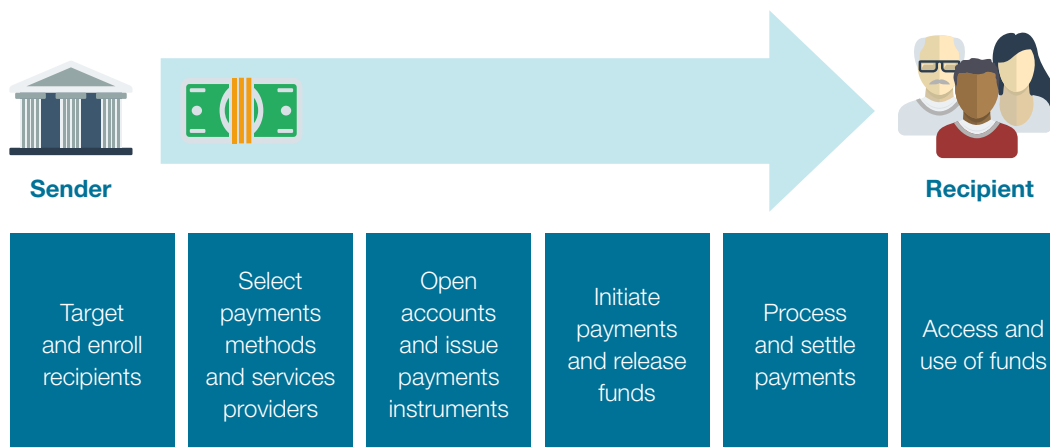 Sender
Recipient
Target
and enroll
recipients
Select
payments
methods
and services
providers
Open
accounts
and issue
payments
instruments
Initiate
payments
and release
funds
Process
and settle
payments
Access and
use of funds